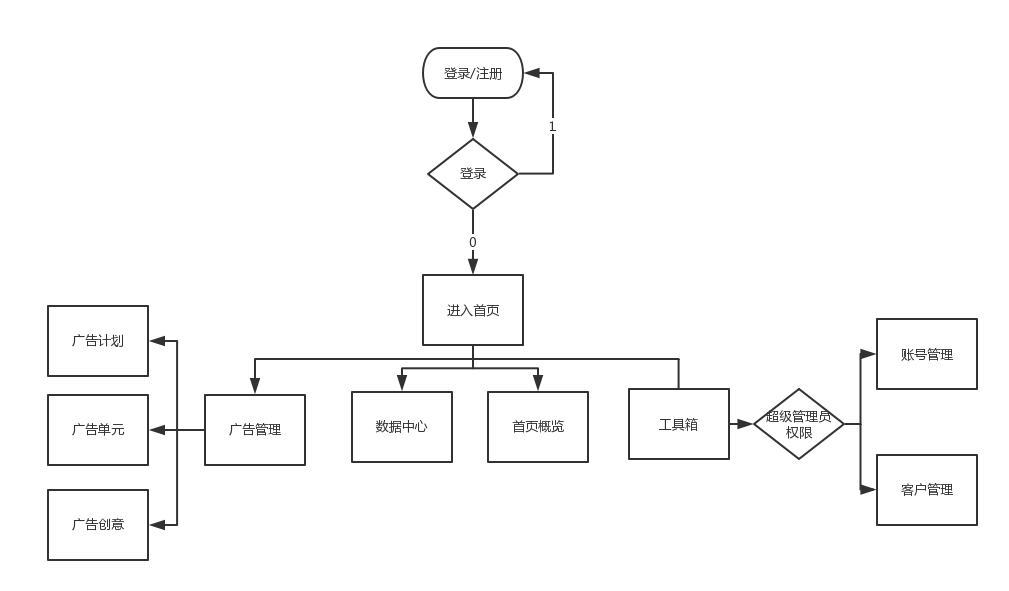 登录/注册
1
登录
0
进入首页
广告计划
广告单元
广告创意
广告管理
数据中心
首页概览
工具箱
超级管理员
权限
账号管理
客户管理